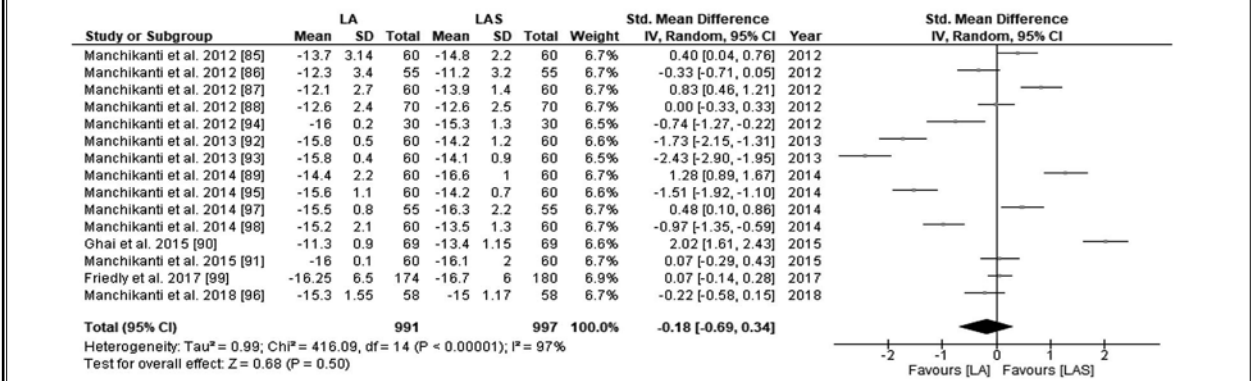 LA LAS Std. Mean Difference Std. Mean Difference
Study or Subgroup Mean SD Total Mean SD Total Weight IV, Random, 95% CI Year IV, Random, 95% CI
Manchikanti et al. 2012 [85] -13.7 3.14 60 -14.8 2.2 60 6.7% 0.40 [0.04, 0.76] 2012
Manchikanti et al. 2012 [86] -12.3 3.4 55 -11.2 3.2 55 6.7% -0.33 [-0.71, 0.05] 2012
Manchikanti et al. 2012 [87] -12.1 2.7 60 -13.9 1.4 60 6.7% 0.83 [0.46, 1.21] 2012
Manchikanti et al. 2012 [88] -12.6 2.4 70 -12.6 2.5 70 6.7% 0.00 [-0.33, 0.33] 2012
Manchikanti et al. 2012 [94] -16 0.2 30 -15.3 1.3 30 6.5% -0.74 [-1.27, -0.22] 2012
Manchikanti et al. 2013 [92] -15.8 0.5 60 -14.2 1.2 60 6.6% -1.73 [-2.15, -1.31] 2013
Manchikanti et al. 2013 [93] -15.8 0.4 60 -14.1 0.9 60 6.6% -2.43 [-2.90, -1.95] 2013
Manchikanti et al. 2014 [89] -14.4 2.2 60 -16.6 1 60 6.6% 1.28 [0.89, 1.67] 2014
Manchikanti et al. 2014 [95] -15.6 1.1 60 -14.2 0.7 60 6.6% -1.51 [-1.92, -1.10] 2014
Manchikanti et al. 2014 [97] -15.5 0.8 55 -16.3 2.2 55 6.7% 0.48 [0.10, 0.86] 2014
Manchikanti et al. 2014 [98] -15.2 2.1 60 -13.5 1.3 60 6.7% -0.97 [-1.35, -0.59] 2014
Ghai et al. 2015 [90] -11.3 0.9 69 -13.4 1.15 69 6.6% 2.02 [1.61, 2.43] 2015
Manchikanti et al. 2015 [91] -16 0.1 60 -16.1 2 60 6.7% 0.07 [-0.29, 0.43] 2015
Friedly et al. 2017 [99] -16.25 6.5 174 -16.7 6 180 6.8% 0.07 [-0.14, 0.28] 2017
Manchikanti et al. 2018 [96] -15.3 1.55 58 -15 1.17 58 6.7% -0.22 [-0.58, 0.15] 2018
Total (95% CI) 991 997 100.0% -0.18 [-0.69, 0.34]
Heterogeneity: Tau² = 0.99; Chi² = 416.09, df = 14 (P < 0.00001); I² = 97%
Test for overall effect: Z = 0.68 (P = 0.50)
-2 -1 0 1 2
Favours [LA] Favours [LAS]